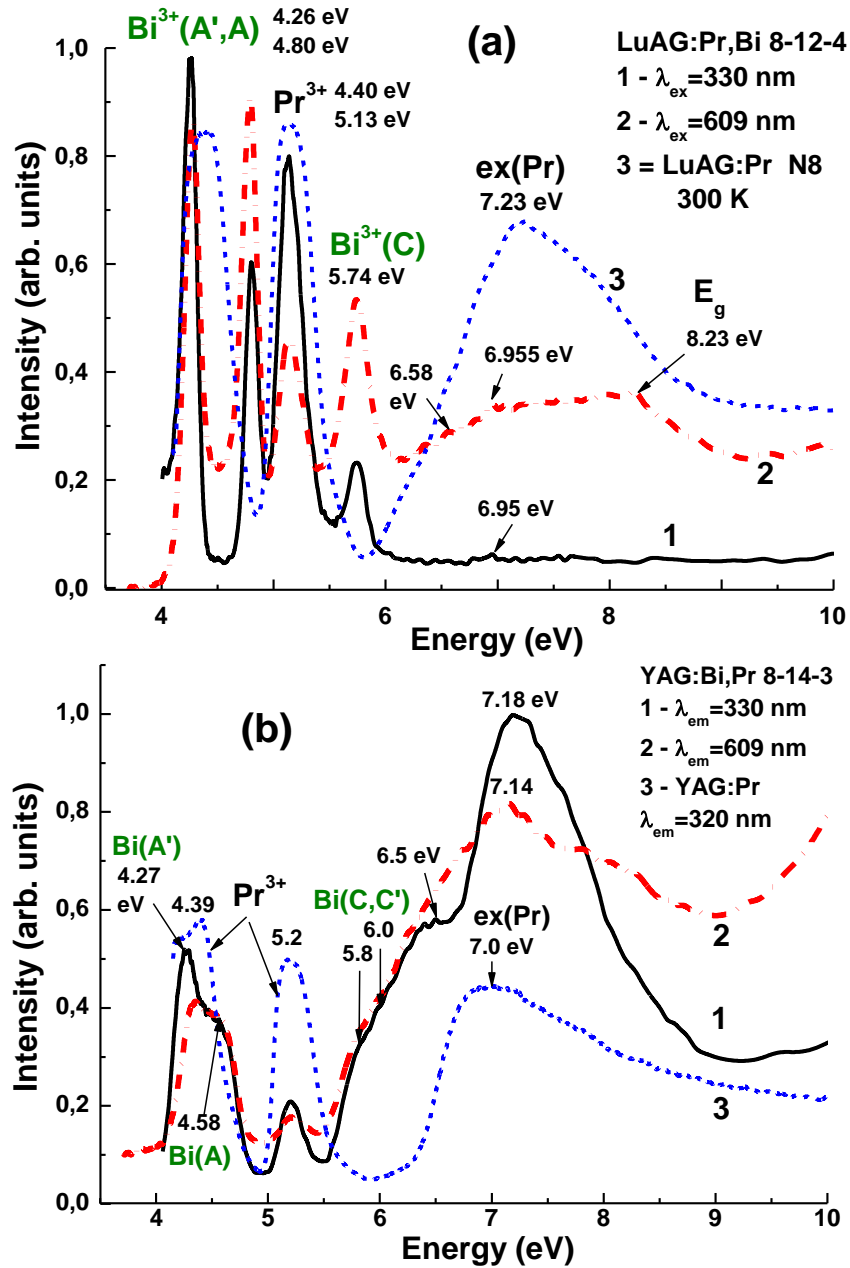 Bi³⁺(A',A) 4.26 eV
4.80 eV
(a)
LuAG:Pr,Bi 8-12-4
1 - λex=330 nm
2 - λex=609 nm
3 = LuAG:Pr N8
300 K
Pr³⁺ 4.40 eV
5.13 eV
ex(Pr)
7.23 eV
Bi³⁺(C)
5.74 eV
3
Eg
8.23 eV
6.58
eV
6.955 eV
2
6.95 eV
1
1,0
0,8
0,6
0,4
0,2
0,0
Intensity (arb. units)
4 5 6 7 8 9 10
Energy (eV)
(b)
YAG:Bi,Pr 8-14-3
1 - λem=330 nm
2 - λem=609 nm
3 - YAG:Pr
λem=320 nm
7.18 eV
7.14
Bi(A')
4.27
eV
4.39
Pr³⁺
5.2
Bi(C,C')
5.8
6.0
6.5 eV
ex(Pr)
7.0 eV
2
1
3
4.58
Bi(A)
1,0
0,8
0,6
0,4
0,2
0,0
Intensity (arb. units)
4 5 6 7 8 9 10
Energy (eV)